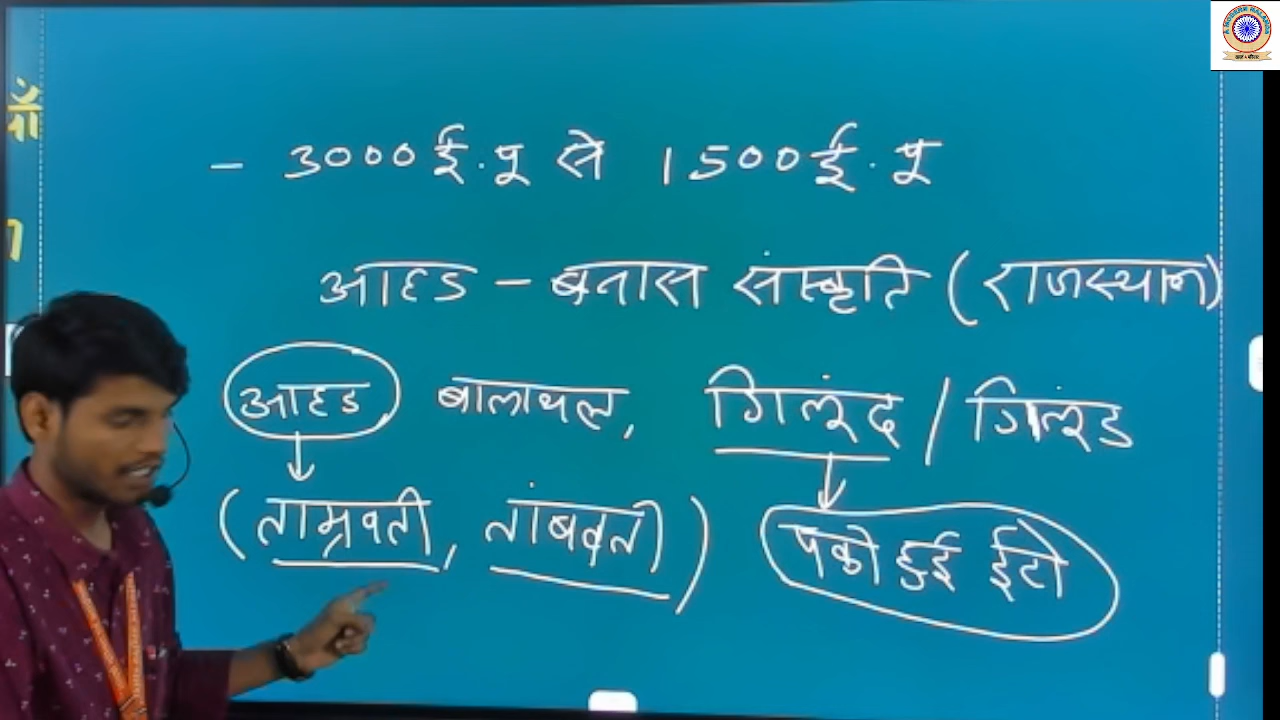 - 3000 ई.पू से 1500 ई.पू
आहड - बनास संस्कृति (राजस्थान)
आहड बालाथल, गिलूंद / गिलूंड
(ताम्रवती, तांबवती) पकी हुई ईंटो